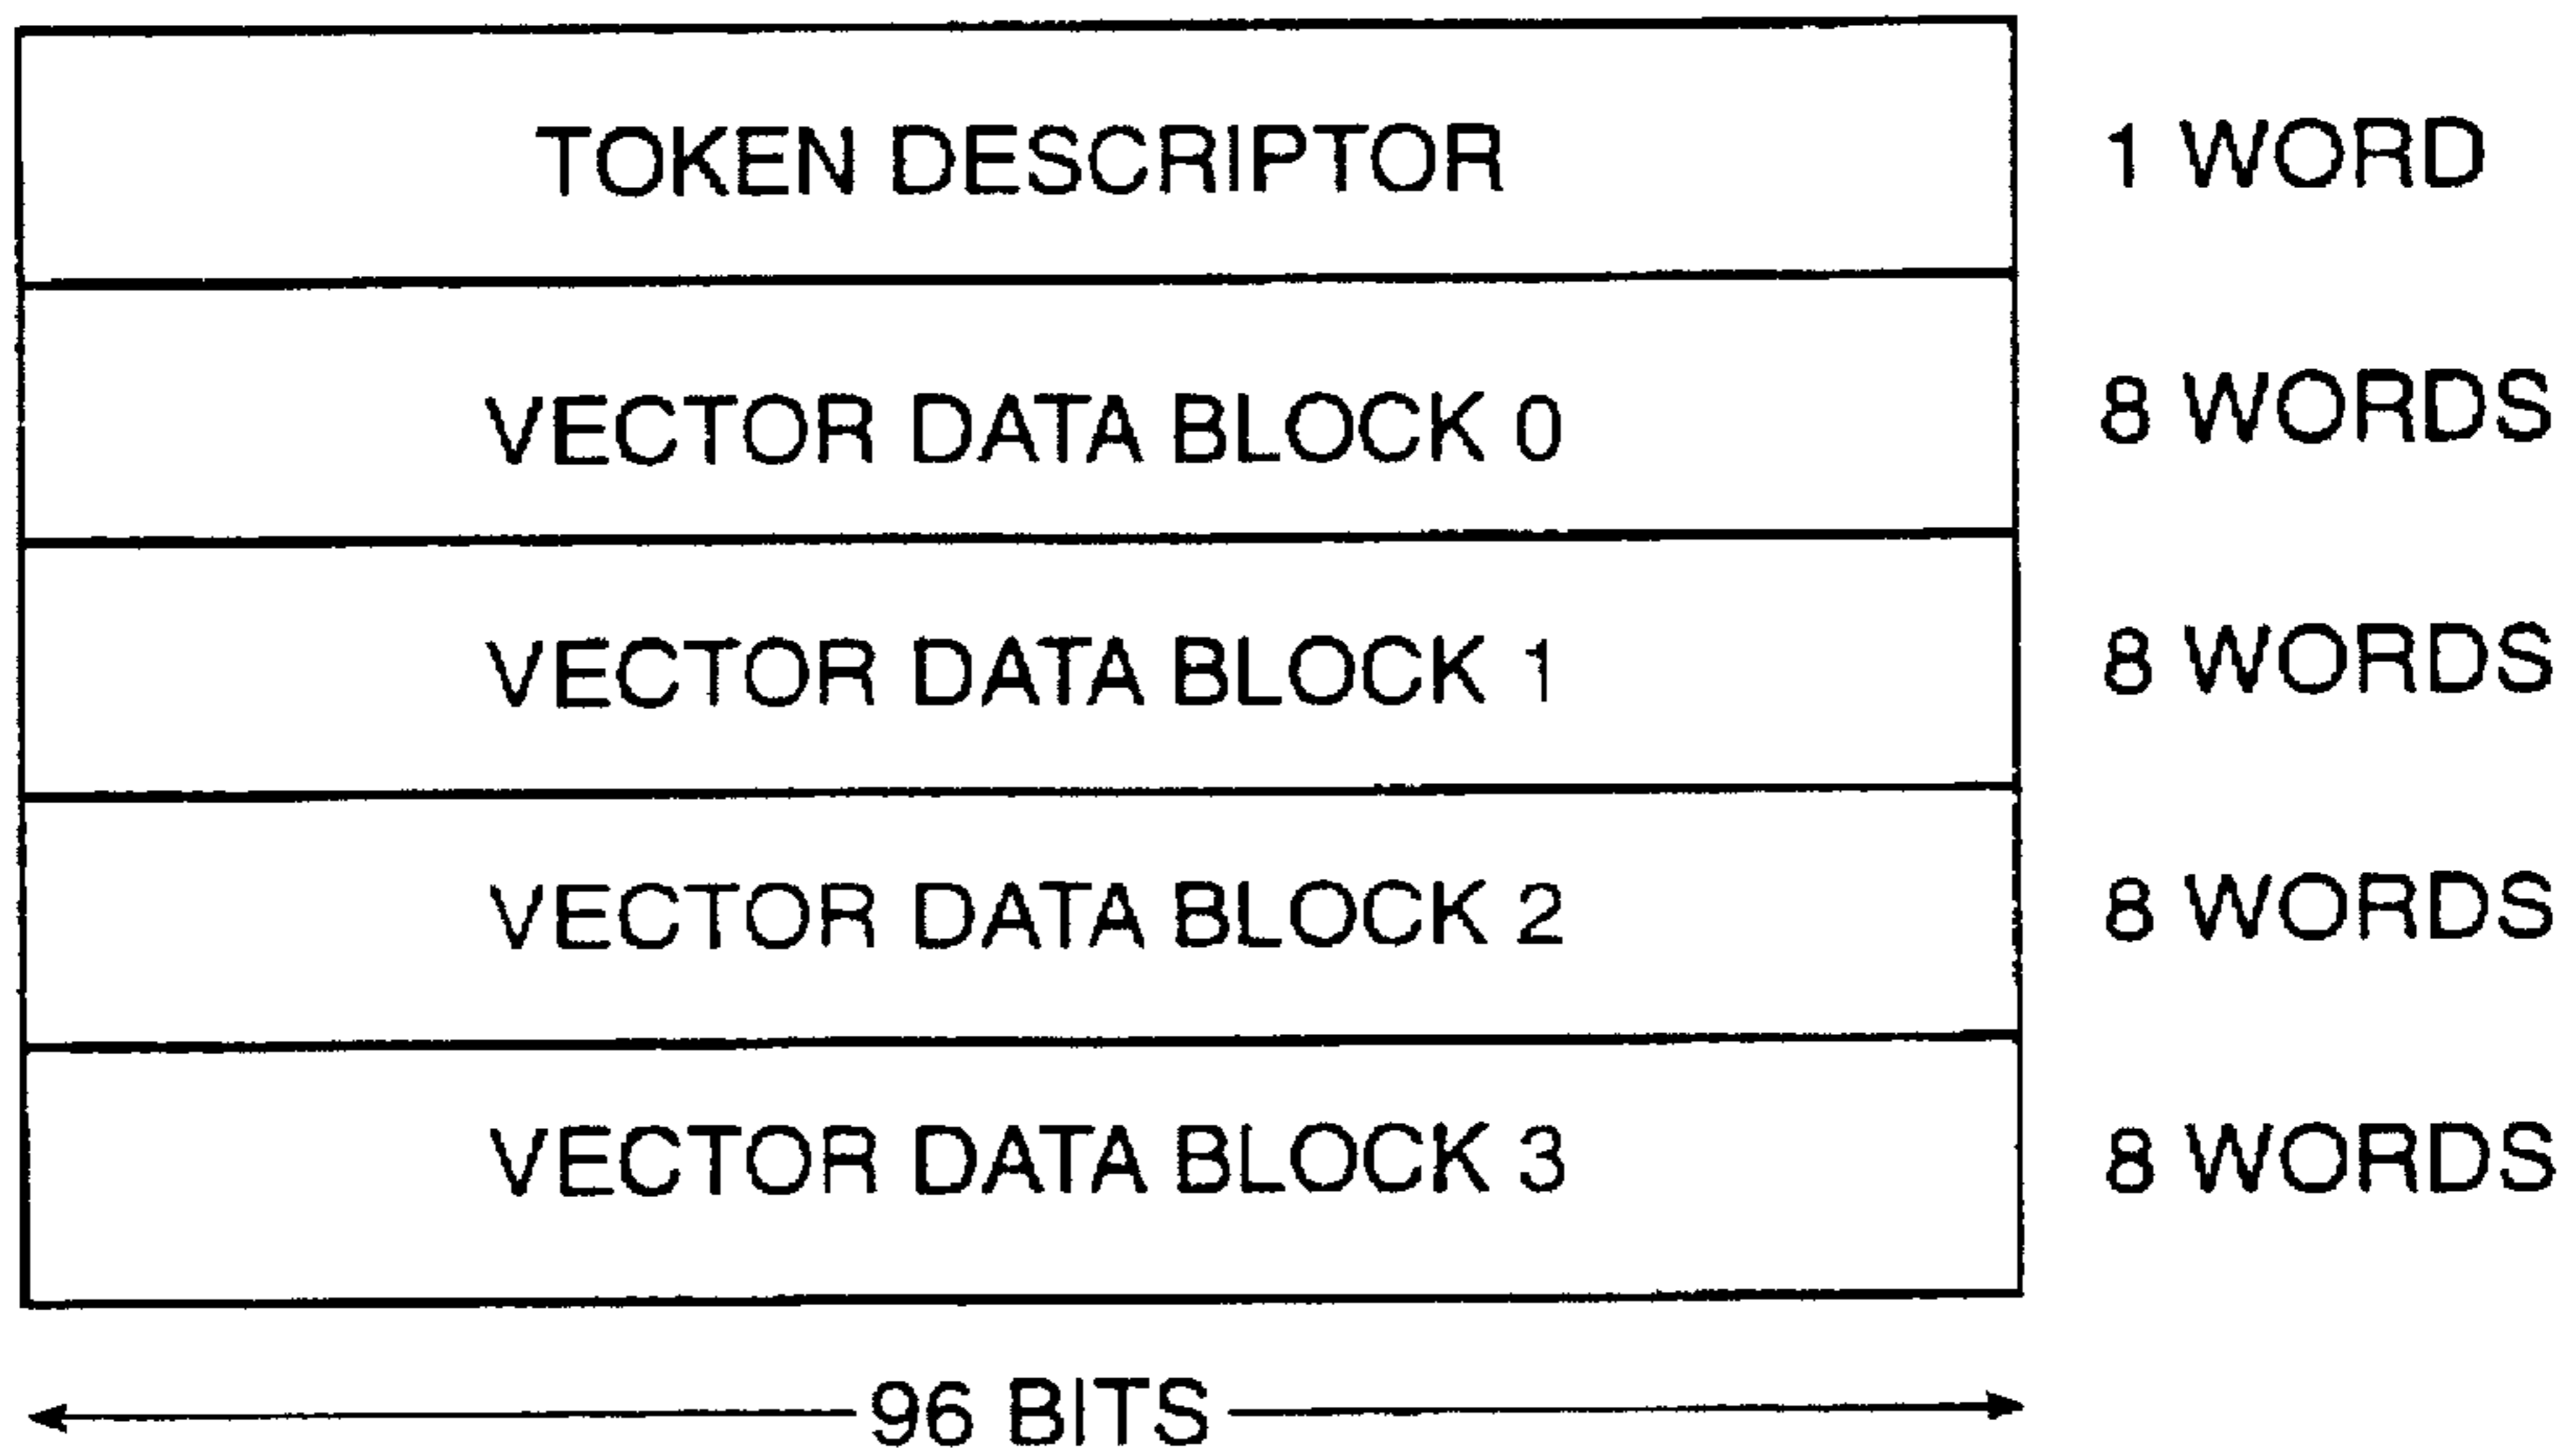 TOKEN DESCRIPTOR 1 WORD
VECTOR DATA BLOCK 0 8 WORDS
VECTOR DATA BLOCK 1 8 WORDS
VECTOR DATA BLOCK 2 8 WORDS
VECTOR DATA BLOCK 3 8 WORDS
96 BITS